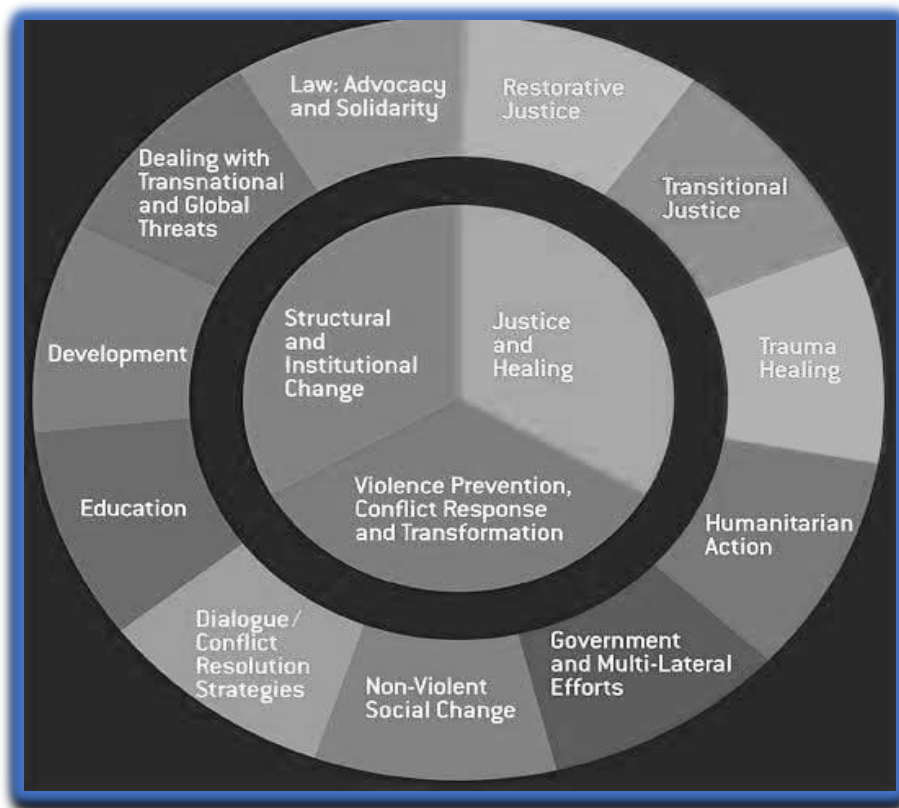 Law: Advocacy
and Solidarity
Restorative
Justice
Dealing with
Transnational
and Global
Threats
Transitional
Justice
Structural
and
Institutional
Change
Justice
and
Healing
Development
Trauma
Healing
Education
Violence Prevention,
Conflict Response
and Transformation
Humanitarian
Action
Dialogue/
Conflict
Resolution
Strategies
Non-Violent
Social Change
Government
and Multi-Lateral
Efforts